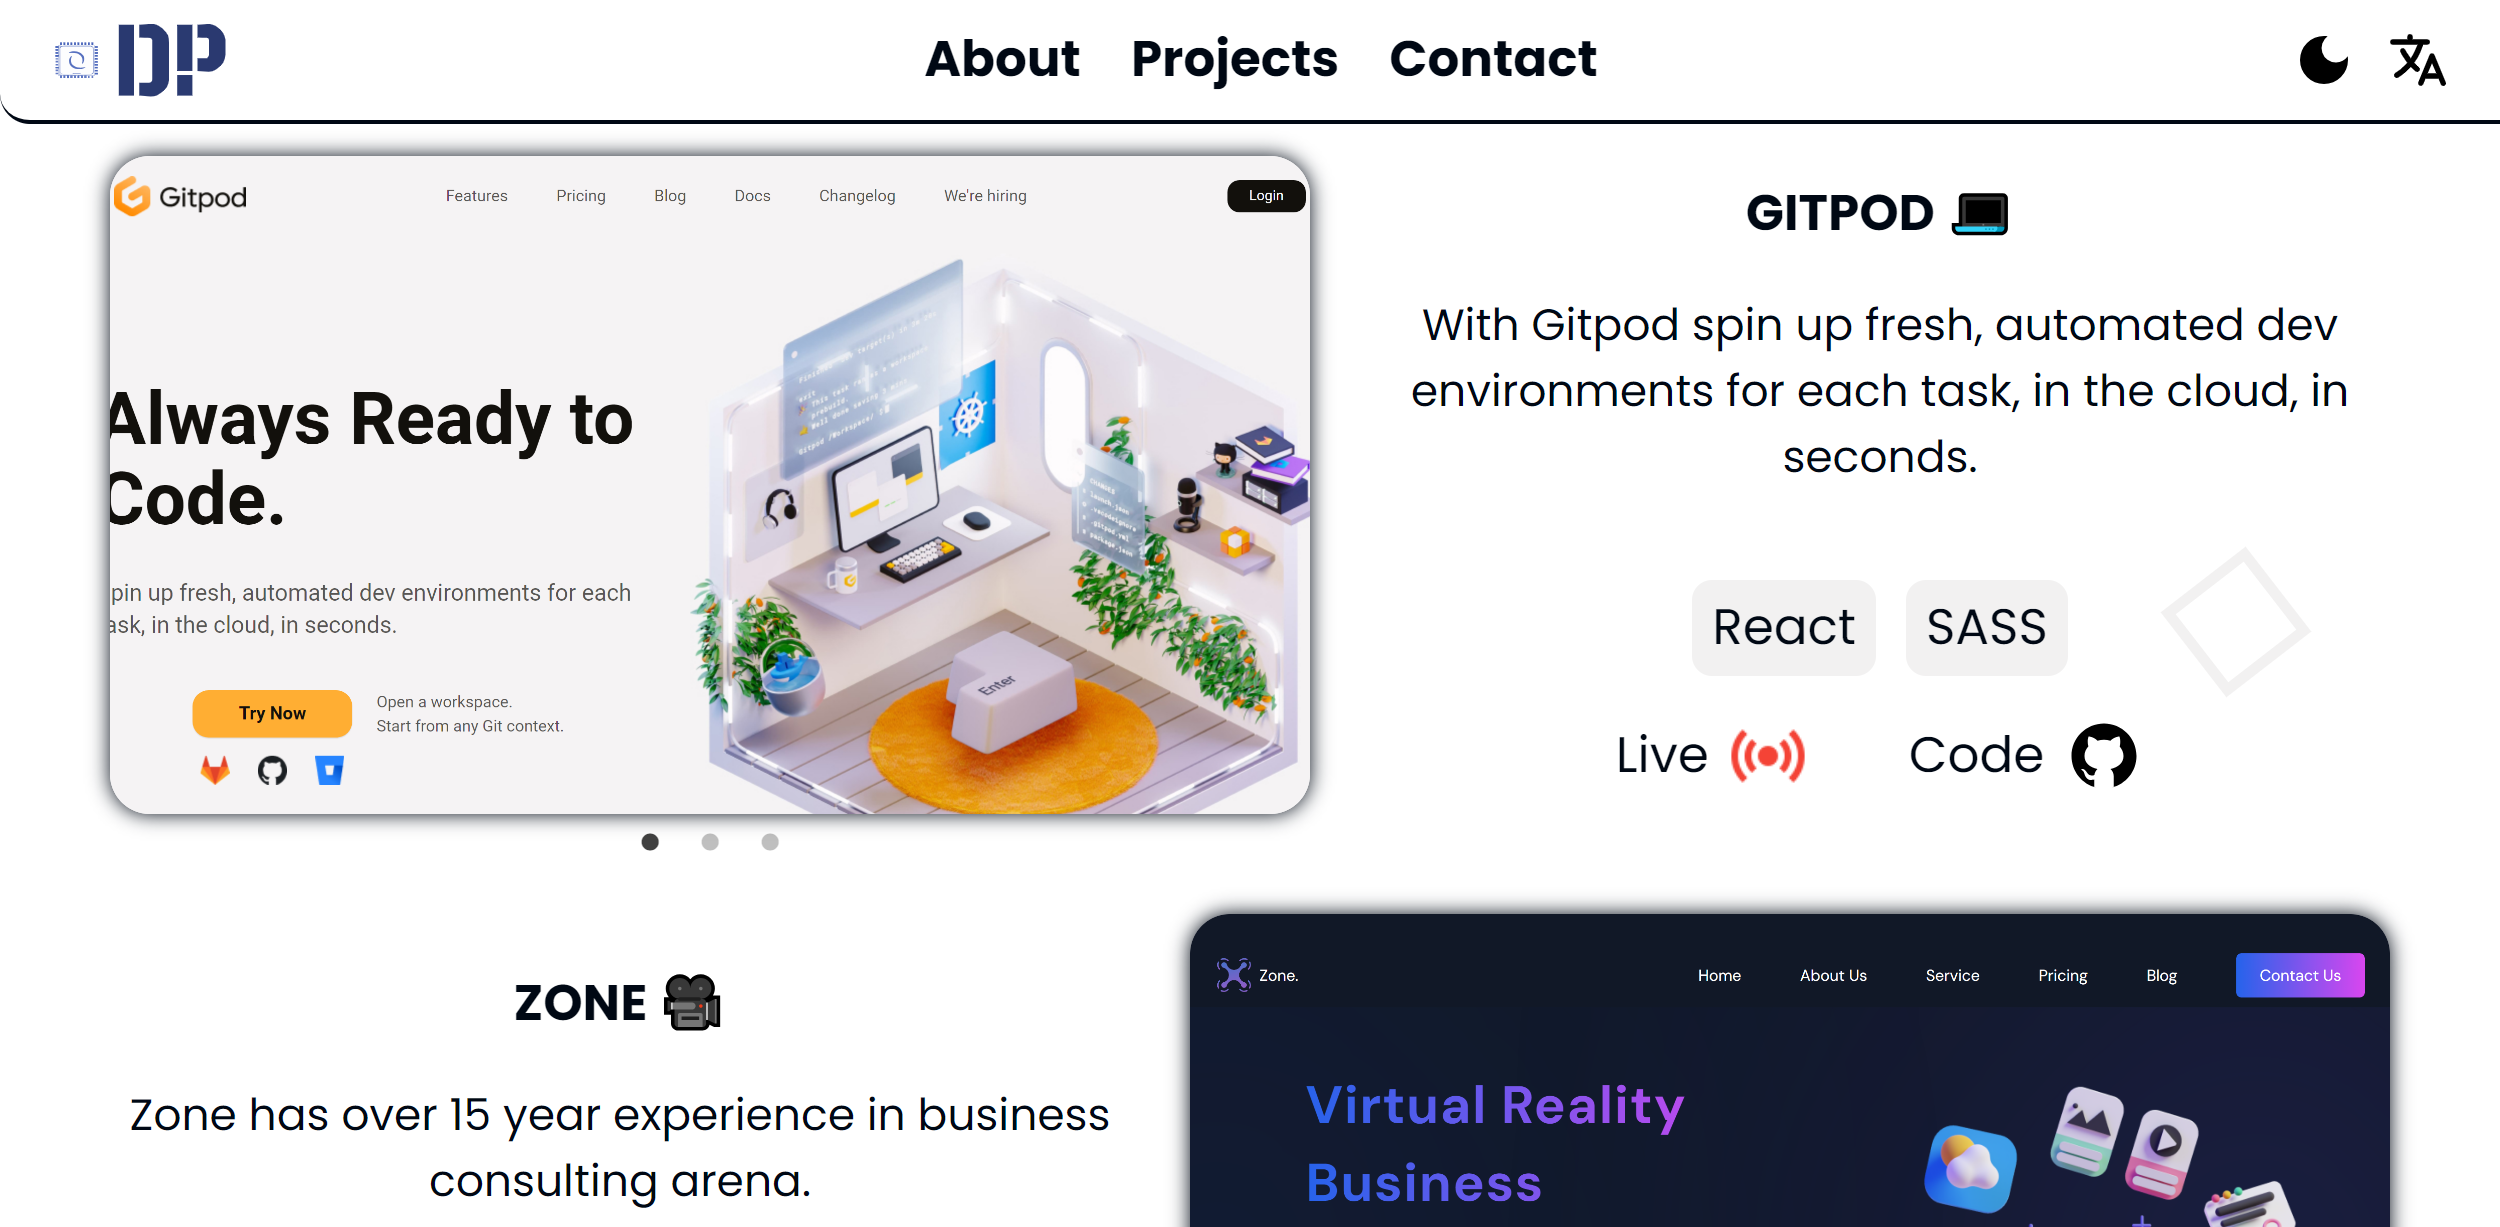 DP
About Projects Contact
Gitpod
Features Pricing Blog Docs Changelog We're hiring
Login
Always Ready to
Code.
pin up fresh, automated dev environments for each
ask, in the cloud, in seconds.
Try Now
Open a workspace.
Start from any Git context.
Enter
GITPOD
With Gitpod spin up fresh, automated dev
environments for each task, in the cloud, in
seconds.
React SASS
Live Code
ZONE
Zone has over 15 year experience in business
consulting arena.
Zone.
Home About Us Service Pricing Blog Contact Us
Virtual Reality
Business